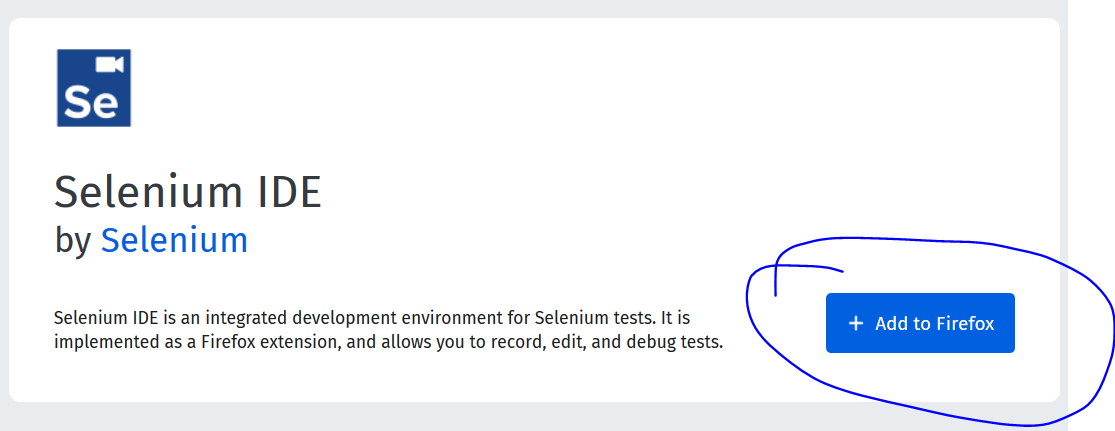 Se
Selenium IDE
by Selenium
Selenium IDE is an integrated development environment for Selenium tests. It is
implemented as a Firefox extension, and allows you to record, edit, and debug tests.
+ Add to Firefox